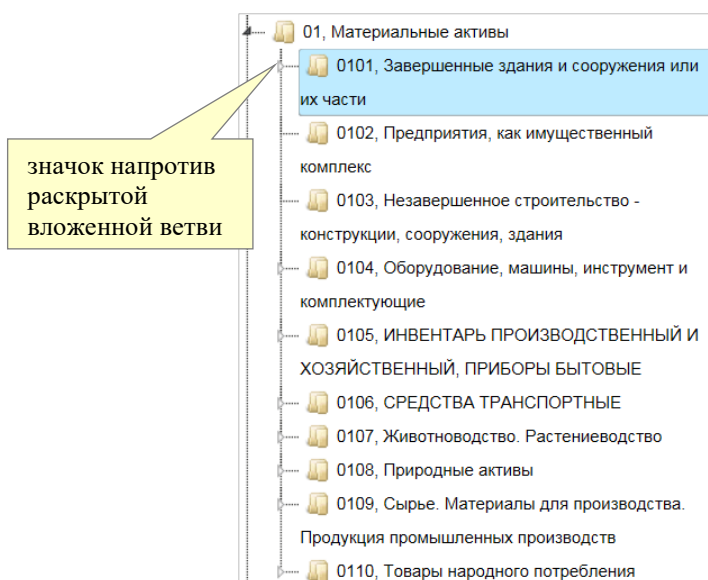 01, Материальные активы
0101, Завершенные здания и сооружения или
их части
0102, Предприятия, как имущественный
комплекс
0103, Незавершенное строительство -
конструкции, сооружения, здания
0104, Оборудование, машины, инструмент и
комплектующие
0105, ИНВЕНТАРЬ ПРОИЗВОДСТВЕННЫЙ И
ХОЗЯЙСТВЕННЫЙ, ПРИБОРЫ БЫТОВЫЕ
0106, СРЕДСТВА ТРАНСПОРТНЫЕ
0107, Животноводство. Растениеводство
0108, Природные активы
0109, Сырье. Материалы для производства.
Продукция промышленных производств
0110, Товары народного потребления
значок напротив
раскрытой
вложенной ветви